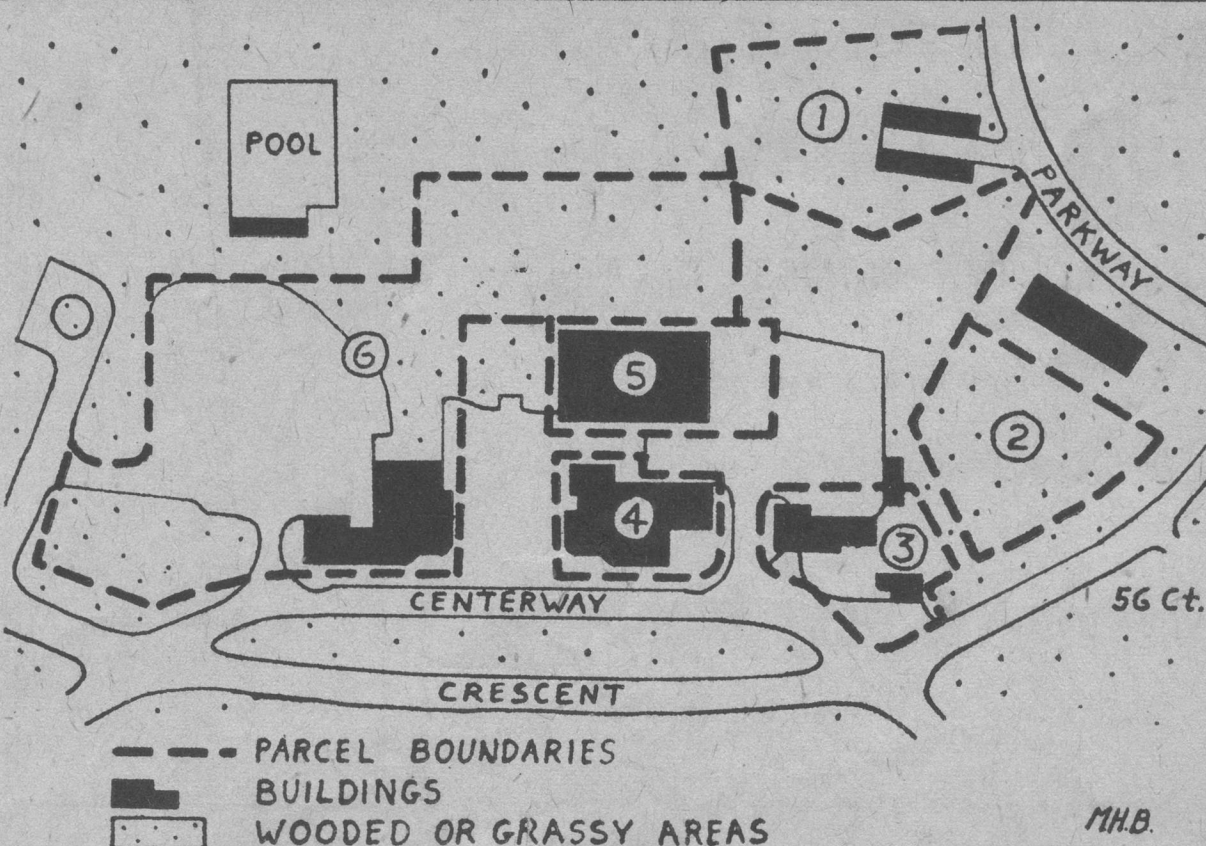 POOL
1
PARKWAY
6
5
2
4
3
CENTERWAY
56 Ct.
CRESCENT
PARCEL BOUNDARIES
BUILDINGS
WOODED OR GRASSY AREAS
M.H.B.